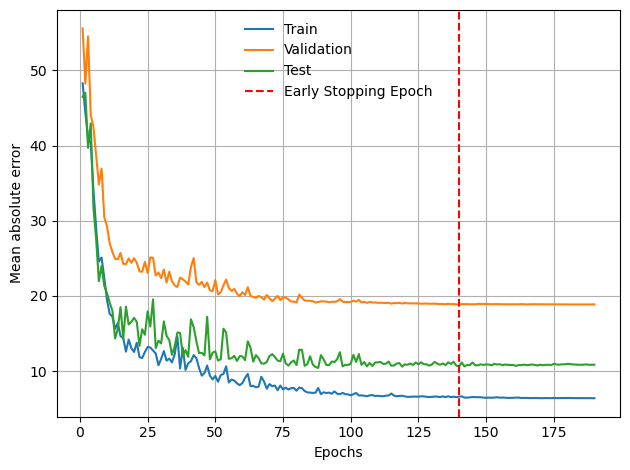 Train
Validation
Test
Early Stopping Epoch
Mean absolute error
50
40
30
20
10
0 25 50 75 100 125 150 175
Epochs